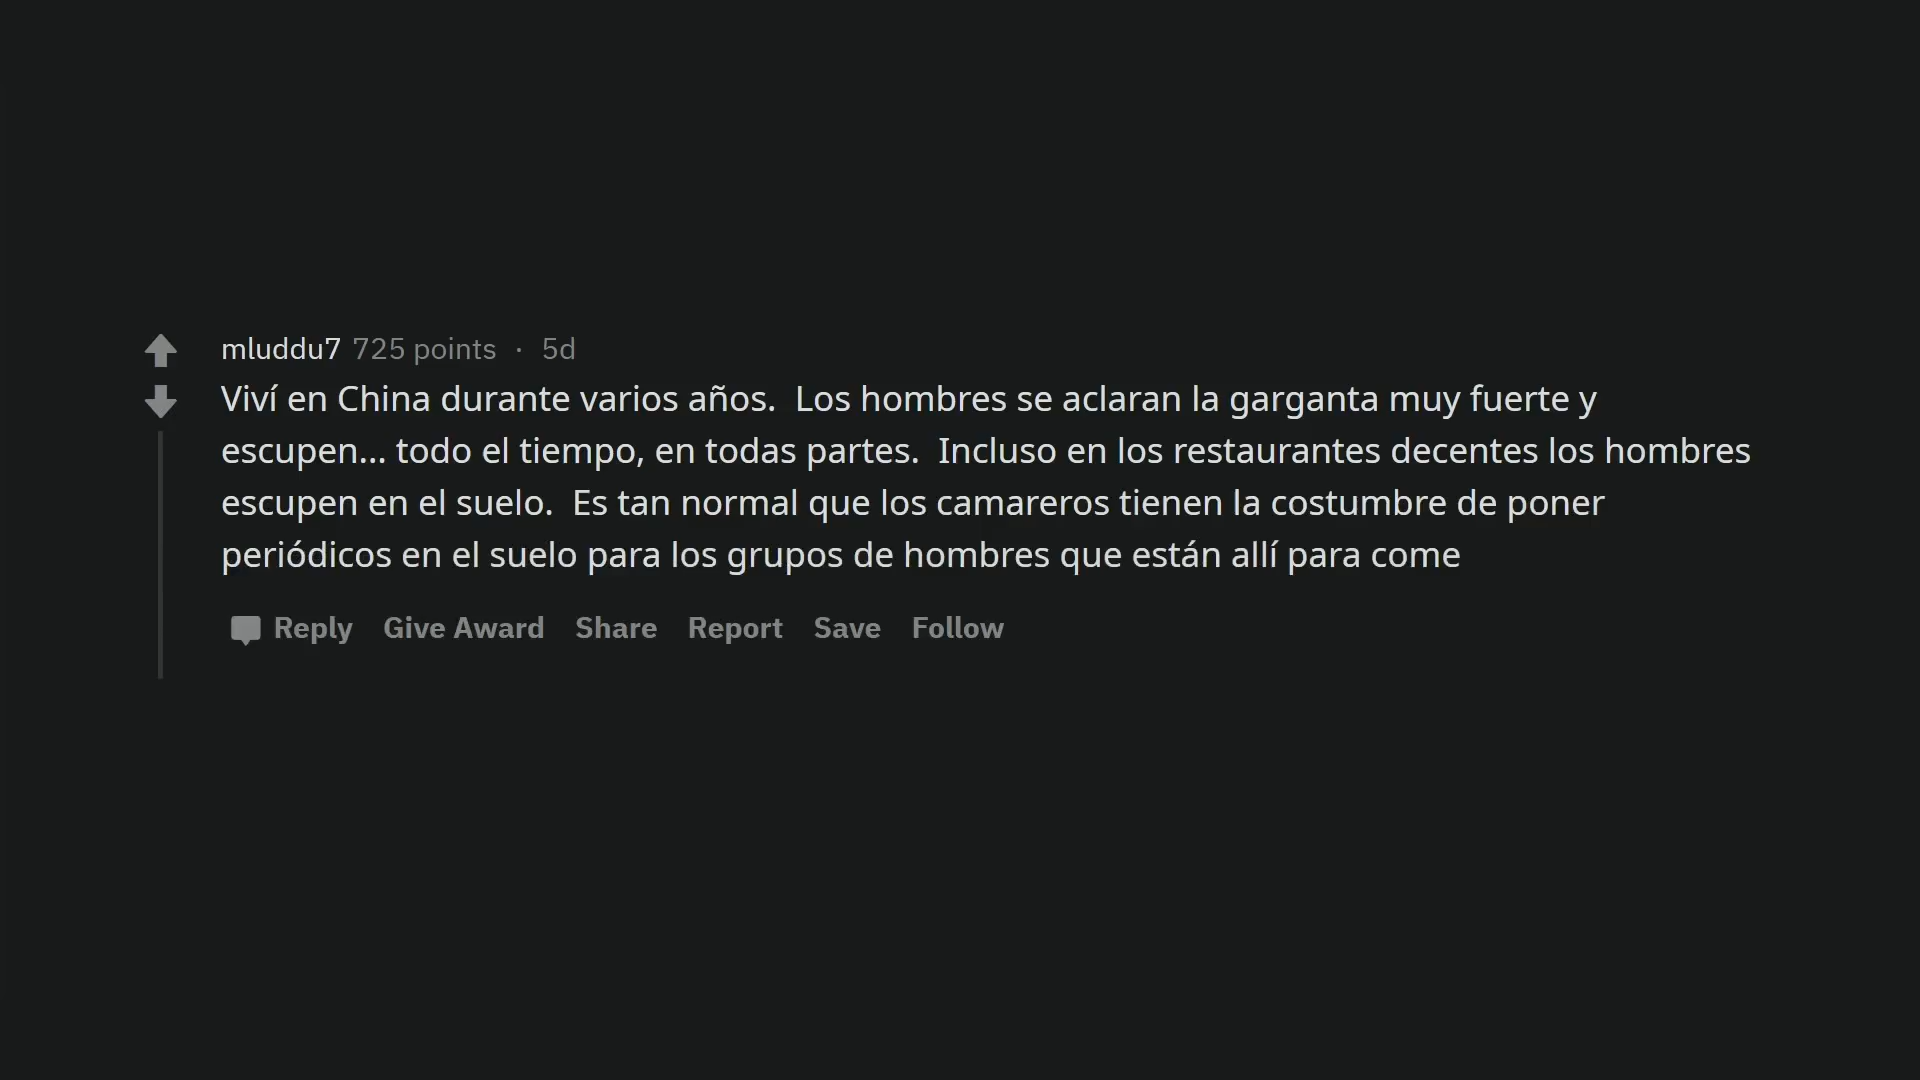 mluddu7 725 points · 5d
Viví en China durante varios años.  Los hombres se aclaran la garganta muy fuerte y
escupen... todo el tiempo, en todas partes.  Incluso en los restaurantes decentes los hombres
escupen en el suelo.  Es tan normal que los camareros tienen la costumbre de poner
periódicos en el suelo para los grupos de hombres que están allí para come
Reply Give Award Share Report Save Follow